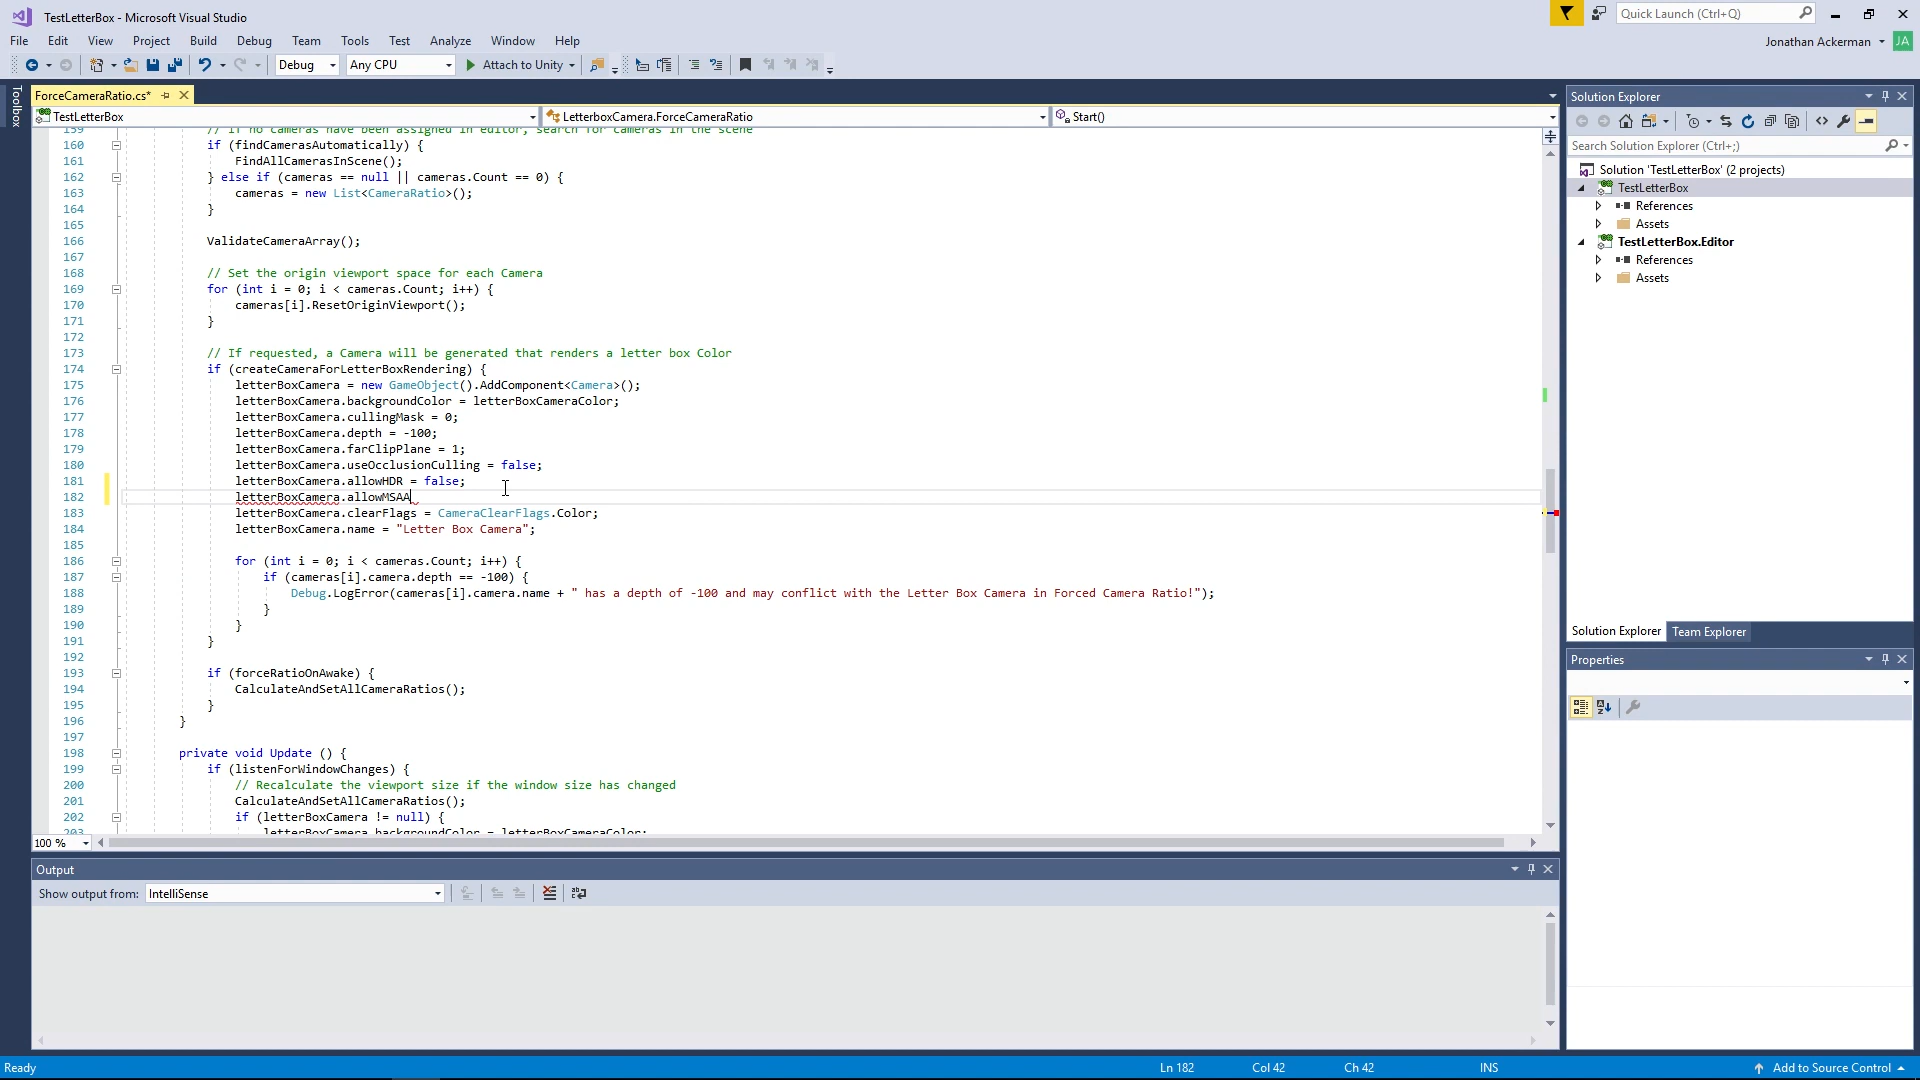 TestLetterBox - Microsoft Visual Studio
Quick Launch (Ctrl+Q)
File Edit View Project Build Debug Team Tools Test Analyze Window Help
Jonathan Ackerman JA
Debug Any CPU Attach to Unity
Toolbox
ForceCameraRatio.cs*
TestLetterBox LetterboxCamera.ForceCameraRatio Start()
159 // If no cameras have been assigned in editor, search for cameras in the scene
160 if (findCamerasAutomatically) {
161 FindAllCamerasInScene();
162 } else if (cameras == null || cameras.Count == 0) {
163 cameras = new List<CameraRatio>();
164 }
165
166 ValidateCameraArray();
167
168 // Set the origin viewport space for each Camera
169 for (int i = 0; i < cameras.Count; i++) {
170 cameras[i].ResetOriginViewport();
171 }
172
173 // If requested, a Camera will be generated that renders a letter box Color
174 if (createCameraForLetterBoxRendering) {
175 letterBoxCamera = new GameObject().AddComponent<Camera>();
176 letterBoxCamera.backgroundColor = letterBoxCameraColor;
177 letterBoxCamera.cullingMask = 0;
178 letterBoxCamera.depth = -100;
179 letterBoxCamera.farClipPlane = 1;
180 letterBoxCamera.useOcclusionCulling = false;
181 letterBoxCamera.allowHDR = false;
182 letterBoxCamera.allowMSAA
183 letterBoxCamera.clearFlags = CameraClearFlags.Color;
184 letterBoxCamera.name = "Letter Box Camera";
185
186 for (int i = 0; i < cameras.Count; i++) {
187 if (cameras[i].camera.depth == -100) {
188 Debug.LogError(cameras[i].camera.name + " has a depth of -100 and may conflict with the Letter Box Camera in Forced Camera Ratio!");
189 }
190 }
191 }
192
193 if (forceRatioOnAwake) {
194 CalculateAndSetAllCameraRatios();
195 }
196 }
197
198 private void Update () {
199 if (listenForWindowChanges) {
200 // Recalculate the viewport size if the window size has changed
201 CalculateAndSetAllCameraRatios();
202 if (letterBoxCamera != null) {
203 letterBoxCamera.backgroundColor = letterBoxCameraColor;
100 %
Output
Show output from: IntelliSense
Solution Explorer
Search Solution Explorer (Ctrl+;)
Solution 'TestLetterBox' (2 projects)
TestLetterBox
References
Assets
TestLetterBox.Editor
References
Assets
Solution Explorer Team Explorer
Properties
Ready Ln 182 Col 42 Ch 42 INS Add to Source Control